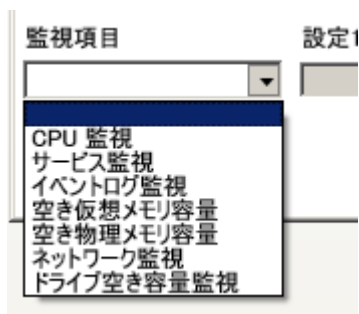 監視項目 設定1
CPU 監視
サービス監視
イベントログ監視
空き仮想メモリ容量
空き物理メモリ容量
ネットワーク監視
ドライブ空き容量監視